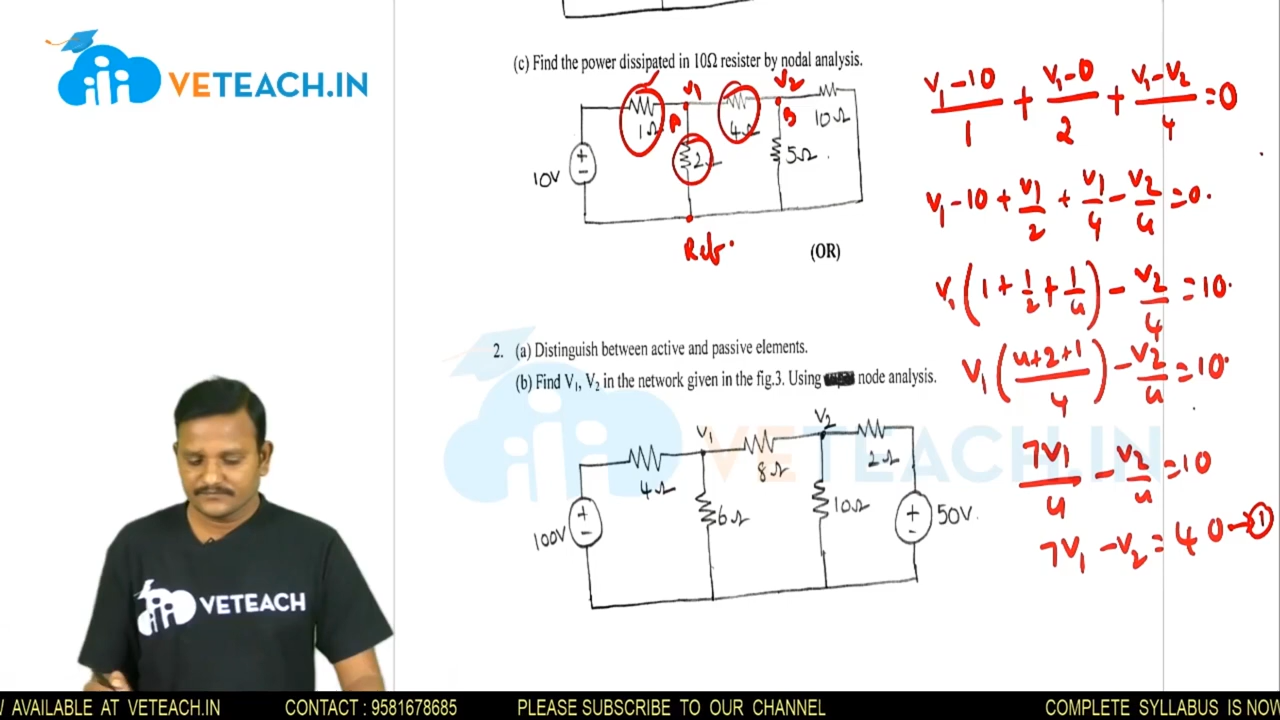 VETEACH.IN
(c) Find the power dissipated in 10Ω resister by nodal analysis.
V1
V2
1Ω
A
4Ω
B
10Ω
2Ω
5Ω
10V
Ref.
(OR)
V1-10/1 + V1-0/2 + V1-V2/4 = 0
V1-10 + V1/2 + V1/4 - V2/4 = 0.
V1(1 + 1/2 + 1/4) - V2/4 = 10.
V1(4+2+1/4) - V2/4 = 10.
7V1/4 - V2/4 = 10
7V1 - V2 = 40 → 1
2. (a) Distinguish between active and passive elements.
(b) Find V1, V2 in the network given in the fig.3. Using node analysis.
VETEACH.IN
V1
V2
4Ω
8Ω
2Ω
6Ω
10Ω
100V
50V
VETEACH
AVAILABLE AT VETEACH.IN CONTACT : 9581678685 PLEASE SUBSCRIBE TO OUR CHANNEL COMPLETE SYLLABUS IS NOW